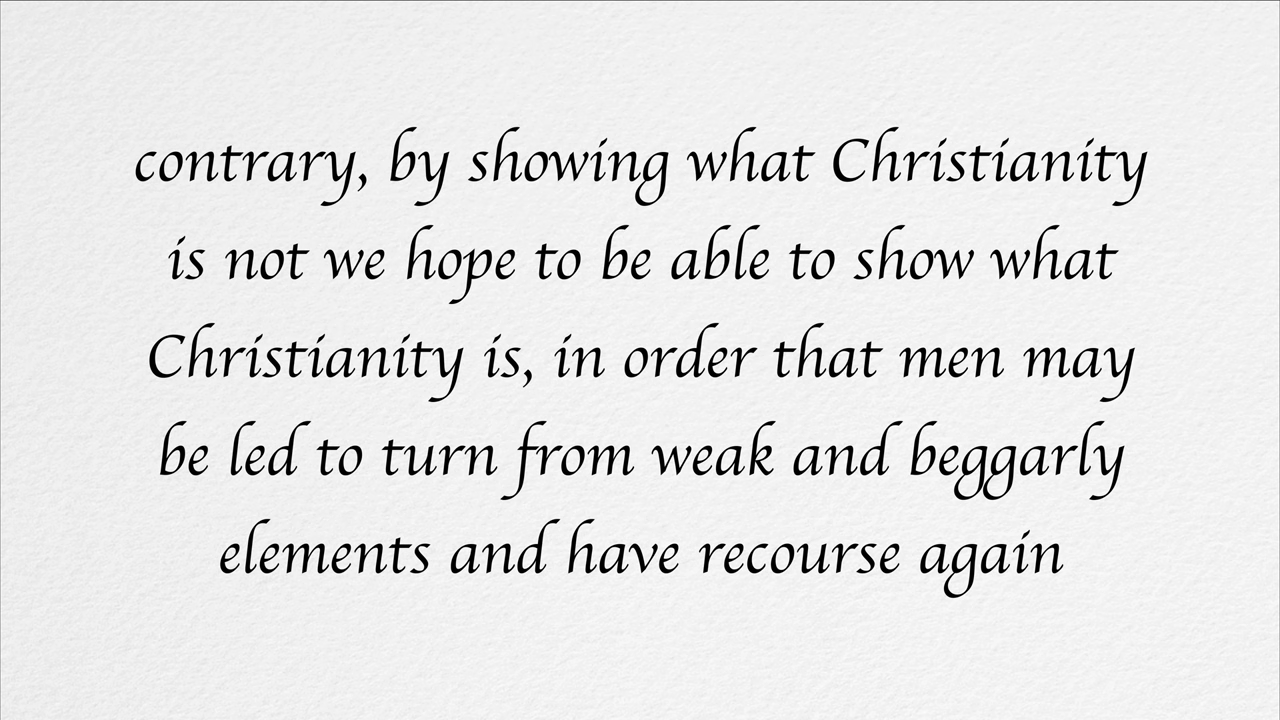 contrary, by showing what Christianity
is not we hope to be able to show what
Christianity is, in order that men may
be led to turn from weak and beggarly
elements and have recourse again